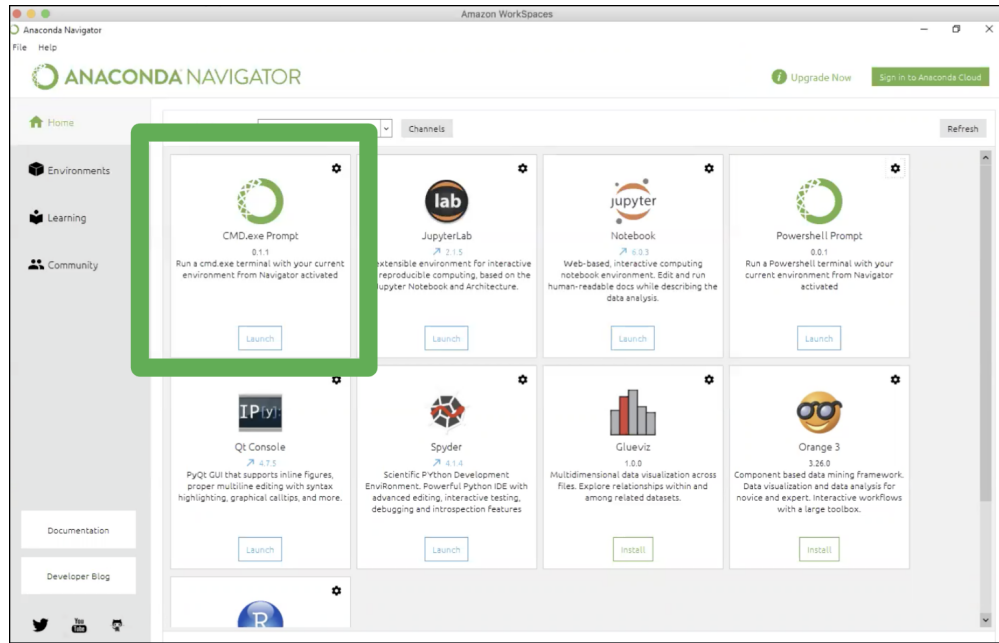 Amazon WorkSpaces
Anaconda Navigator
File Help
ANACONDA NAVIGATOR
i Upgrade Now
Sign in to Anaconda Cloud
Home
Environments
Learning
Community
Documentation
Developer Blog
You
Tube
Channels
Refresh
CMD.exe Prompt
0.1.1
Run a cmd.exe terminal with your current
environment from Navigator activated
Launch
lab
JupyterLab
2.1.5
extensible environment for interactive
reproducible computing, based on the
Jupyter Notebook and Architecture.
Launch
jupyter
Notebook
6.0.3
Web-based, interactive computing
notebook environment. Edit and run
human-readable docs while describing the
data analysis.
Launch
Powershell Prompt
0.0.1
Run a Powershell terminal with your
current environment from Navigator
activated
Launch
IP[y]:
Qt Console
4.7.5
PyQt GUI that supports inline figures,
proper multiline editing with syntax
highlighting, graphical calltips, and more.
Launch
Spyder
4.1.4
Scientific PYthon Development
EnviRonment. Powerful Python IDE with
advanced editing, interactive testing,
debugging and introspection features
Launch
Glueviz
1.0.0
Multidimensional data visualization across
files. Explore relationships within and
among related datasets.
Install
Orange 3
3.26.0
Component based data mining framework.
Data visualization and data analysis for
novice and expert. Interactive workflows
with a large toolbox.
Install
R